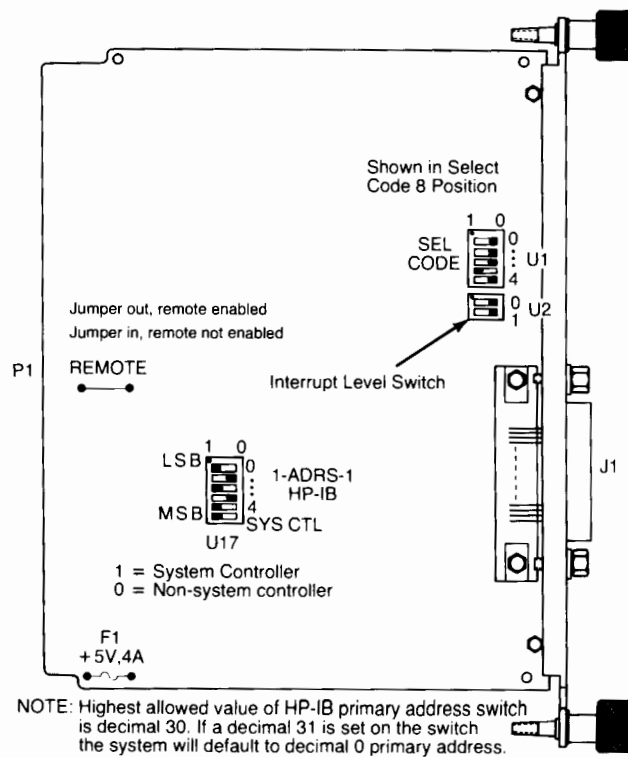 Shown in Select
Code 8 Position
1 0
SEL
CODE
0
4
U1
0
1
U2
Jumper out, remote enabled
Jumper in, remote not enabled
P1
REMOTE
Interrupt Level Switch
J1
1 0
LSB
0
1-ADRS-1
HP-IB
MSB
4
SYS CTL
U17
1 = System Controller
0 = Non-system controller
F1
+5V,4A
NOTE: Highest allowed value of HP-IB primary address switch
is decimal 30. If a decimal 31 is set on the switch
the system will default to decimal 0 primary address.